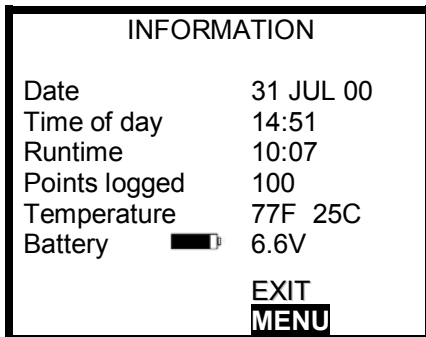 INFORMATION
Date 31 JUL 00
Time of day 14:51
Runtime 10:07
Points logged 100
Temperature 77F 25C
Battery 6.6V
EXIT
MENU